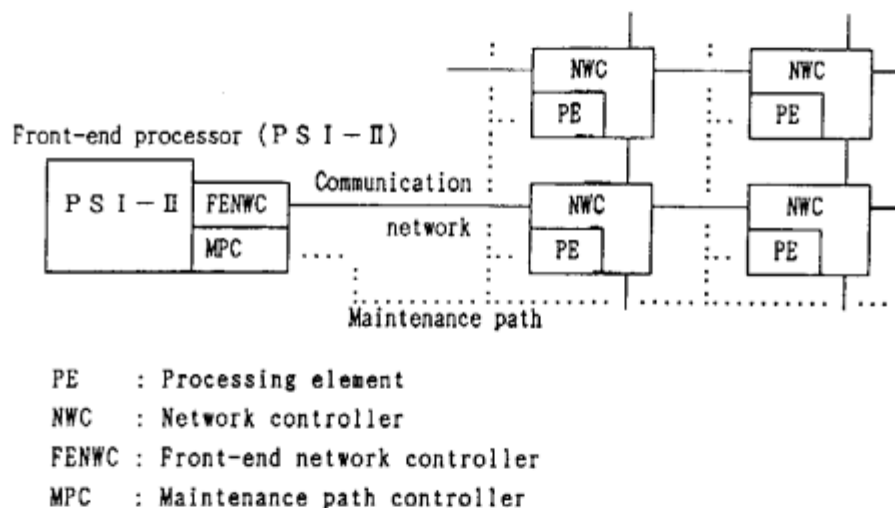 NWC NWC
PE PE
Front-end processor (PSI-II)
PSI-II FENWC Communication NWC NWC
MPC network PE PE
Maintenance path
PE : Processing element
NWC : Network controller
FENWC : Front-end network controller
MPC : Maintenance path controller